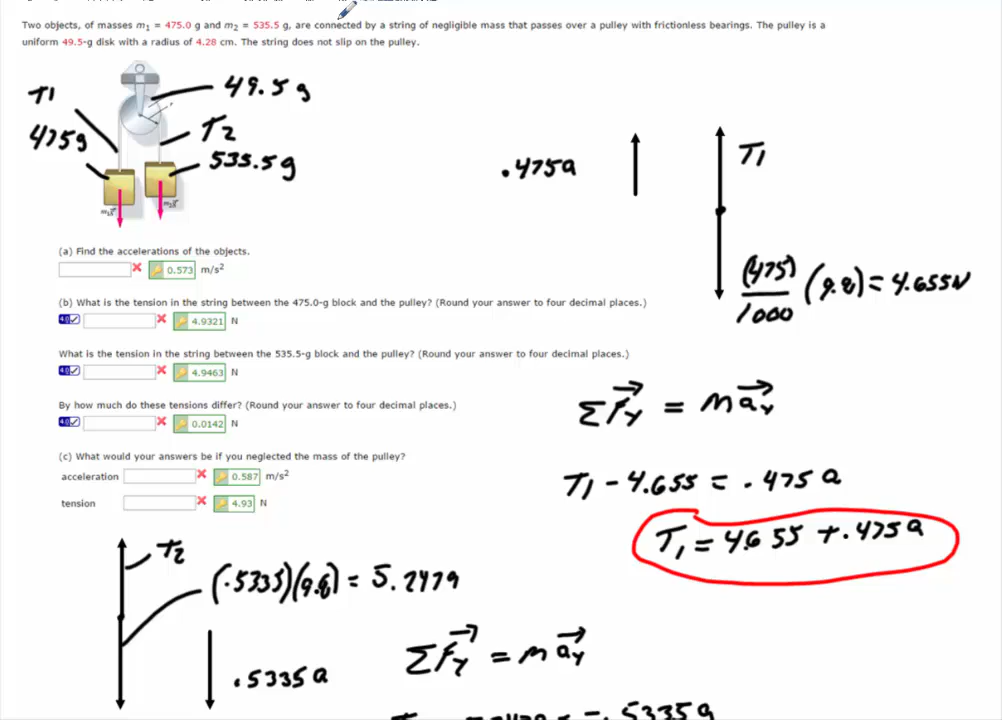 Two objects, of masses m₁ = 475.0 g and m₂ = 535.5 g, are connected by a string of negligible mass that passes over a pulley with frictionless bearings. The pulley is a
uniform 49.5-g disk with a radius of 4.28 cm. The string does not slip on the pulley.
T1
49.5 g
475g
T2
535.5g
.475a
T1
(475)/1000 (9.8) = 4.655N
(a) Find the accelerations of the objects.
0.573 m/s²
(b) What is the tension in the string between the 475.0-g block and the pulley? (Round your answer to four decimal places.)
4.9321 N
What is the tension in the string between the 535.5-g block and the pulley? (Round your answer to four decimal places.)
4.9463 N
By how much do these tensions differ? (Round your answer to four decimal places.)
0.0142 N
(c) What would your answers be if you neglected the mass of the pulley?
acceleration 0.587 m/s²
tension 4.93 N
ΣF⃗y = ma⃗y
T1 - 4.655 = .475a
T1 = 4.655 + .475a
T2
(.5335)(9.8) = 5.2479
.5335a
ΣF⃗y = ma⃗y